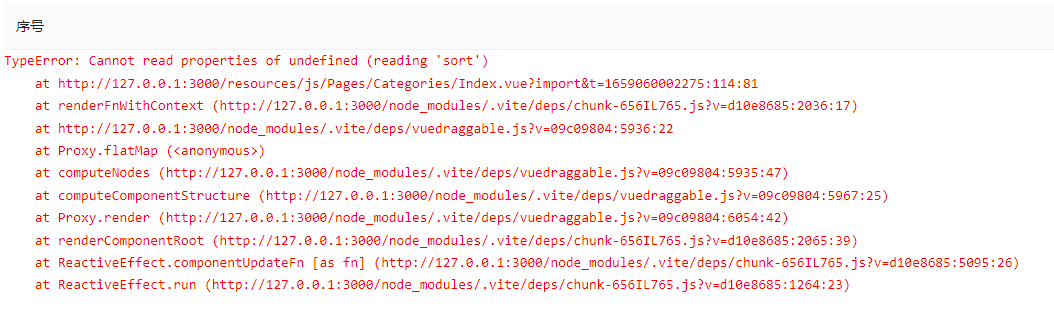 序号
TypeError: Cannot read properties of undefined (reading 'sort')
at http://127.0.0.1:3000/resources/js/Pages/Categories/Index.vue?import&t=1659060002275:114:81
at renderFnWithContext (http://127.0.0.1:3000/node_modules/.vite/deps/chunk-656IL765.js?v=d10e8685:2036:17)
at http://127.0.0.1:3000/node_modules/.vite/deps/vuedraggable.js?v=09c09804:5936:22
at Proxy.flatMap (<anonymous>)
at computeNodes (http://127.0.0.1:3000/node_modules/.vite/deps/vuedraggable.js?v=09c09804:5935:47)
at computeComponentStructure (http://127.0.0.1:3000/node_modules/.vite/deps/vuedraggable.js?v=09c09804:5967:25)
at Proxy.render (http://127.0.0.1:3000/node_modules/.vite/deps/vuedraggable.js?v=09c09804:6054:42)
at renderComponentRoot (http://127.0.0.1:3000/node_modules/.vite/deps/chunk-656IL765.js?v=d10e8685:2065:39)
at ReactiveEffect.componentUpdateFn [as fn] (http://127.0.0.1:3000/node_modules/.vite/deps/chunk-656IL765.js?v=d10e8685:5095:26)
at ReactiveEffect.run (http://127.0.0.1:3000/node_modules/.vite/deps/chunk-656IL765.js?v=d10e8685:1264:23)